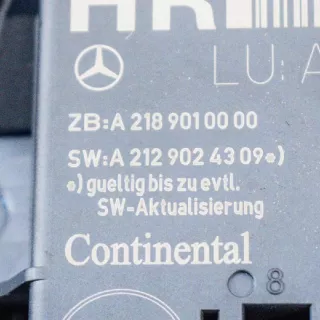 HR
LU: A
ZB:A 218 901 00 00
SW:A 212 902 43 09*)
*) gueltig bis zu evtl.
SW-Aktualisierung
Continental
8